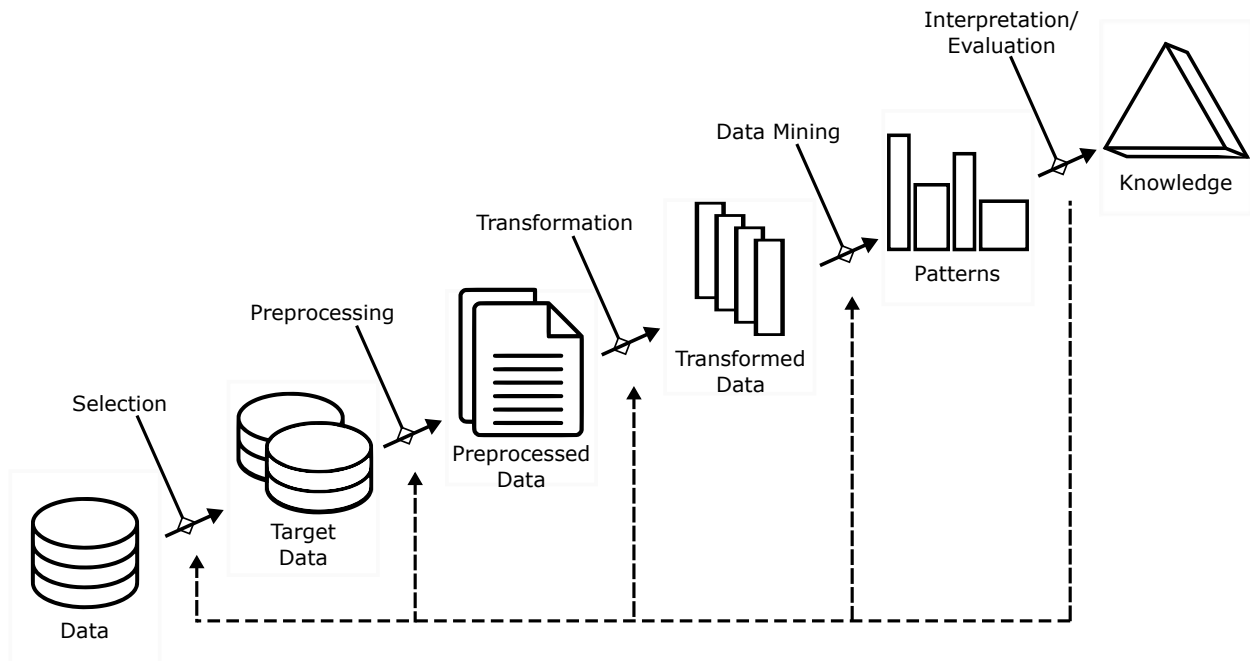 Interpretation/
Evaluation
Knowledge
Data Mining
Patterns
Transformation
Transformed
Data
Preprocessing
Preprocessed
Data
Selection
Target
Data
Data